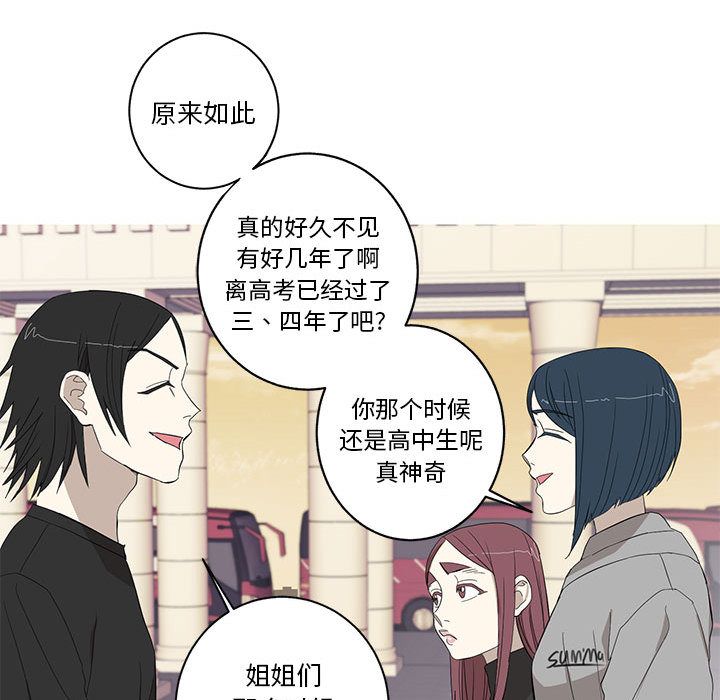 原来如此
真的好久不见
有好几年了啊
离高考已经过了
三、四年了吧?
你那个时候
还是高中生呢
真神奇
姐姐们
summa